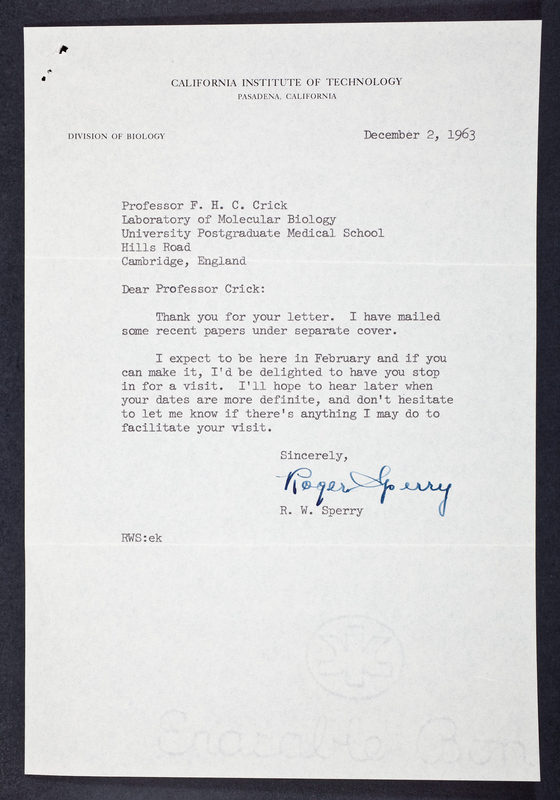 CALIFORNIA INSTITUTE OF TECHNOLOGY
PASADENA, CALIFORNIA
DIVISION OF BIOLOGY
December 2, 1963
Professor F. H. C. Crick
Laboratory of Molecular Biology
University Postgraduate Medical School
Hills Road
Cambridge, England
Dear Professor Crick:
Thank you for your letter. I have mailed
some recent papers under separate cover.
I expect to be here in February and if you
can make it, I'd be delighted to have you stop
in for a visit. I'll hope to hear later when
your dates are more definite, and don't hesitate
to let me know if there's anything I may do to
facilitate your visit.
Sincerely,
Roger Sperry
R. W. Sperry
RWS:ek
Erasable Bon